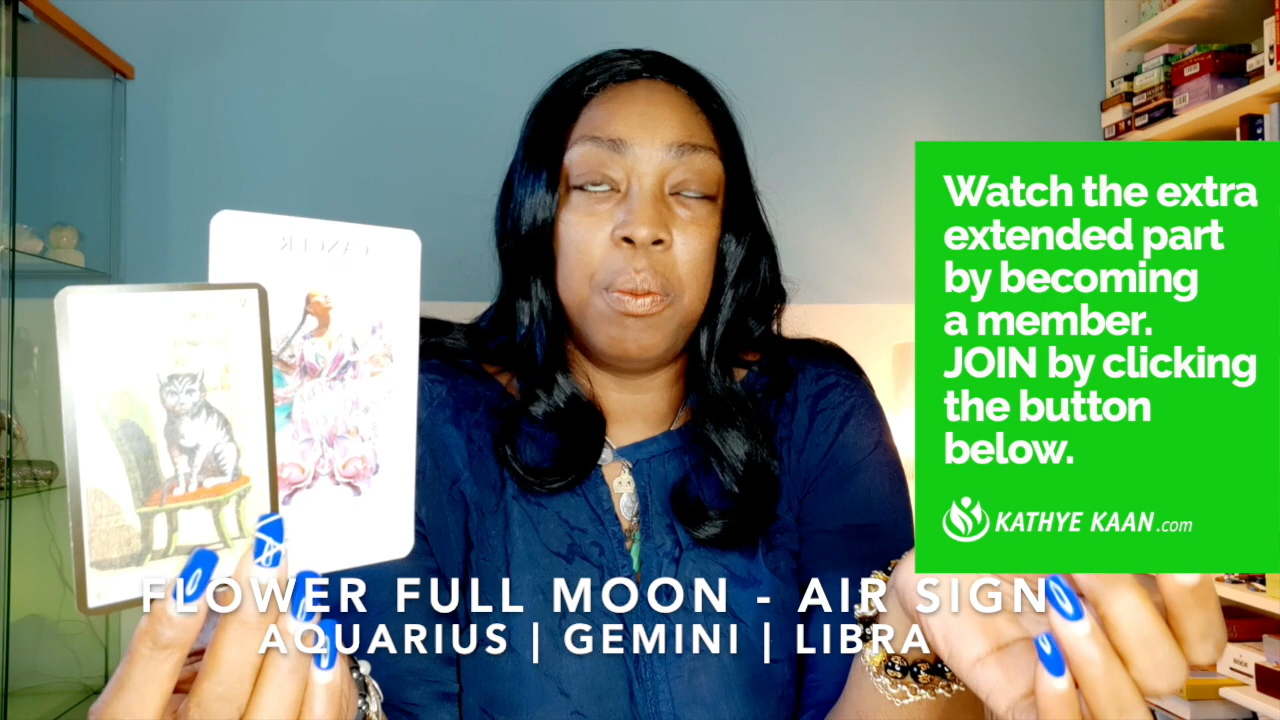 CANCER
Watch the extra
extended part
by becoming
a member.
JOIN by clicking
the button
below.
KATHYE KAAN.com
FLOWER FULL MOON - AIR SIGN
AQUARIUS | GEMINI | LIBRA